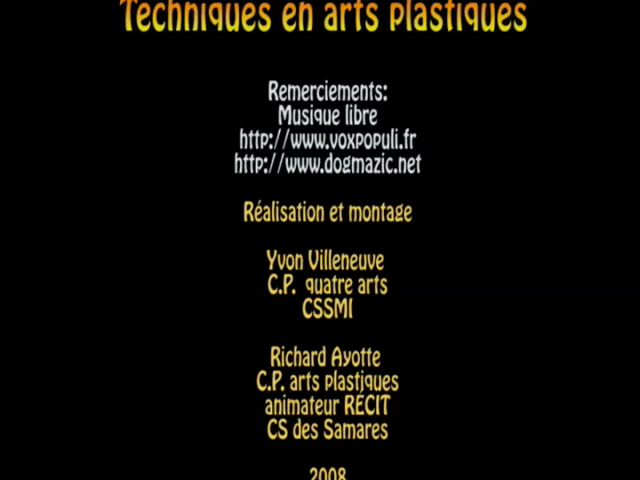 Techniques en arts plastiques
Remerciements:
Musique libre
http://www.voxpopuli.fr
http://www.dogmazic.net
Réalisation et montage
Yvon Villeneuve
C.P. quatre arts
CSSMI
Richard Ayotte
C.P. arts plastiques
animateur RÉCIT
CS des Samares
2008